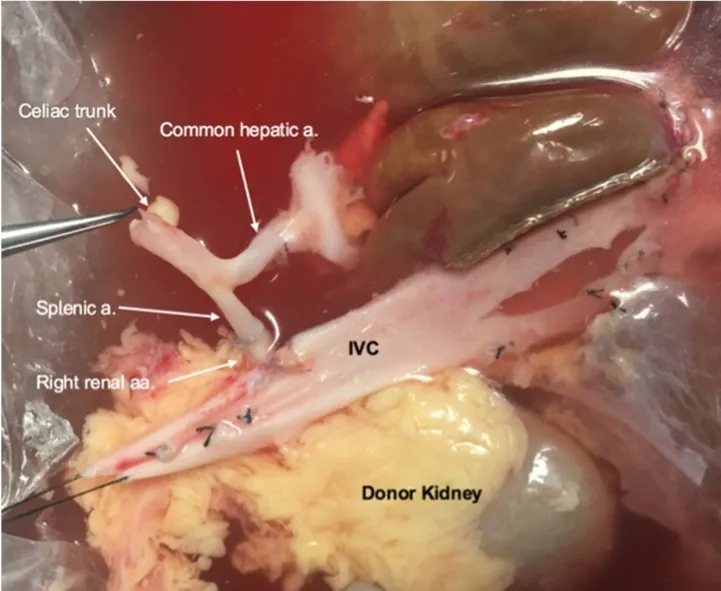 Celiac trunk
Common hepatic a.
Splenic a.
IVC
Right renal aa.
Donor Kidney